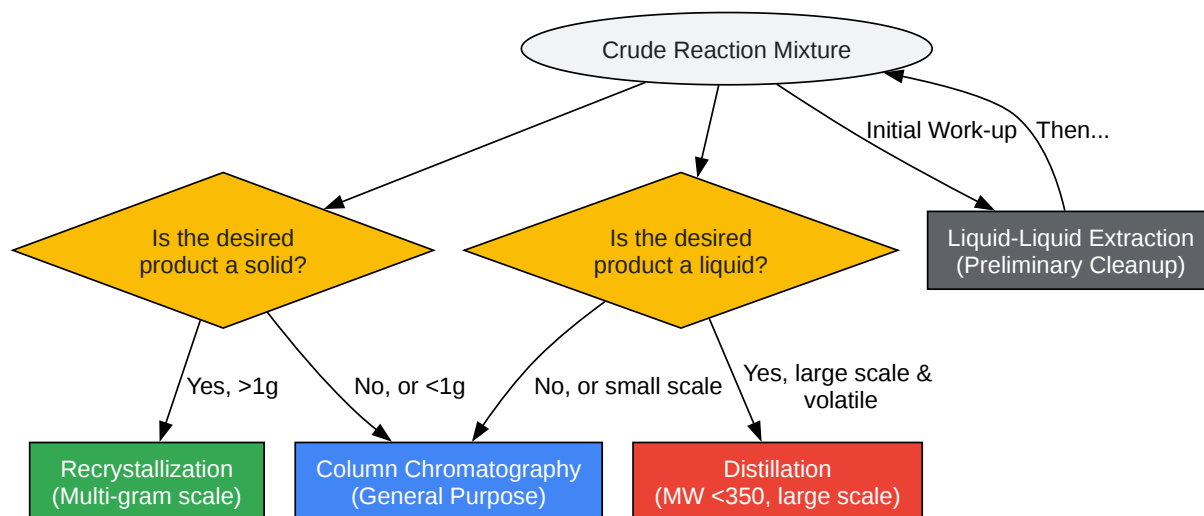 Crude Reaction Mixture
Initial Work-up
Then...
Is the desired
product a solid?
Is the desired
product a liquid?
Liquid-Liquid Extraction
(Preliminary Cleanup)
Yes, >1g
No, or <1g
No, or small scale
Yes, large scale &
volatile
Recrystallization
(Multi-gram scale)
Column Chromatography
(General Purpose)
Distillation
(MW <350, large scale)